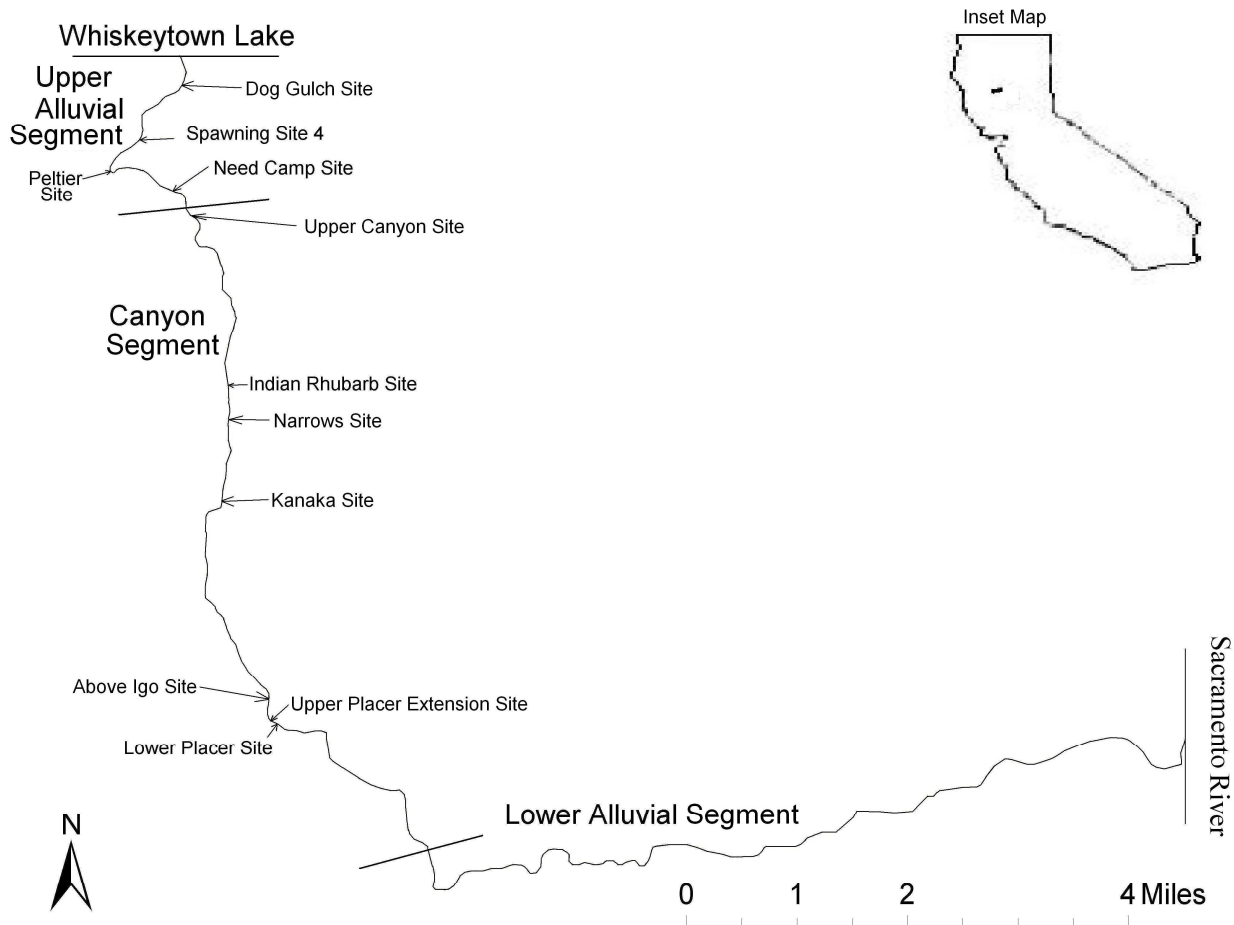 Inset Map
Whiskeytown Lake
Upper
Alluvial
Segment
Dog Gulch Site
Spawning Site 4
Need Camp Site
Peltier
Site
Upper Canyon Site
Canyon
Segment
Indian Rhubarb Site
Narrows Site
Kanaka Site
Above Igo Site
Upper Placer Extension Site
Lower Placer Site
Sacramento River
Lower Alluvial Segment
N
0 1 2 4 Miles